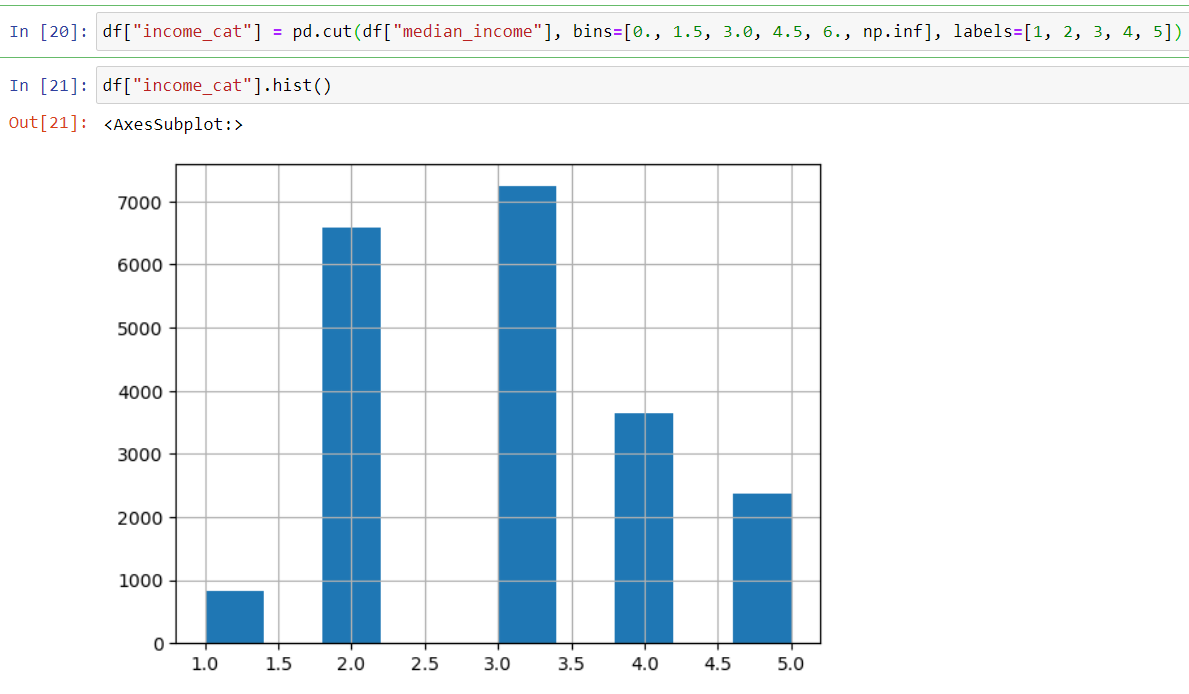 In [20]: df["income_cat"] = pd.cut(df["median_income"], bins=[0., 1.5, 3.0, 4.5, 6., np.inf], labels=[1, 2, 3, 4, 5])
In [21]: df["income_cat"].hist()
Out[21]: <AxesSubplot:>
7000
6000
5000
4000
3000
2000
1000
0
1.0 1.5 2.0 2.5 3.0 3.5 4.0 4.5 5.0